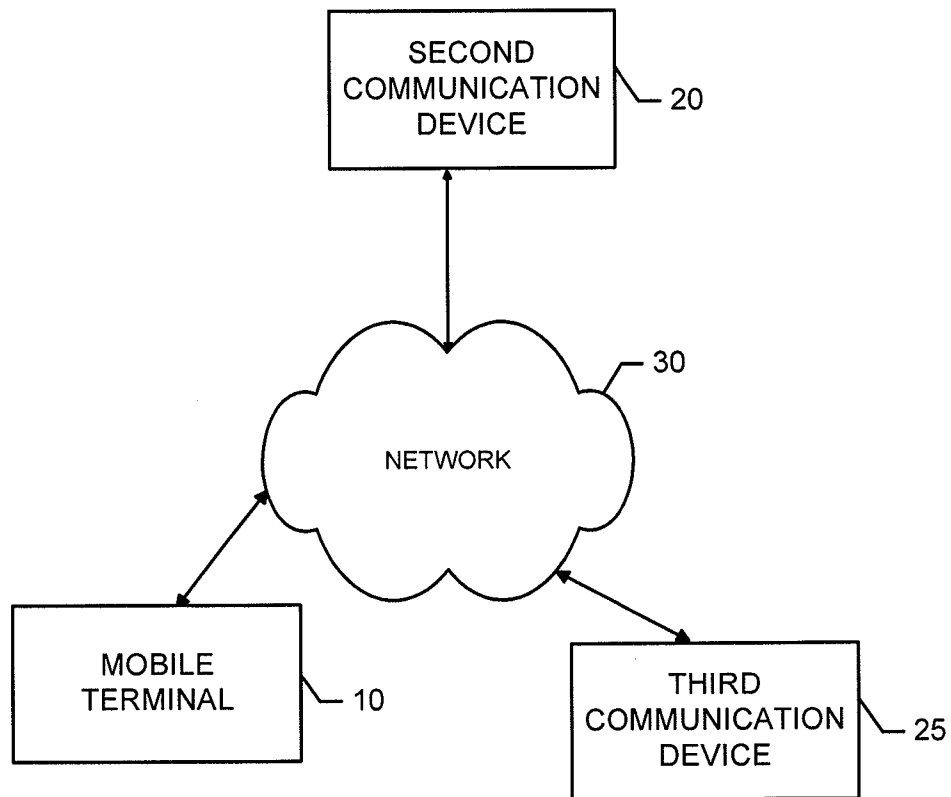 SECOND
COMMUNICATION
DEVICE
20
30
NETWORK
MOBILE
TERMINAL
10
THIRD
COMMUNICATION
DEVICE
25